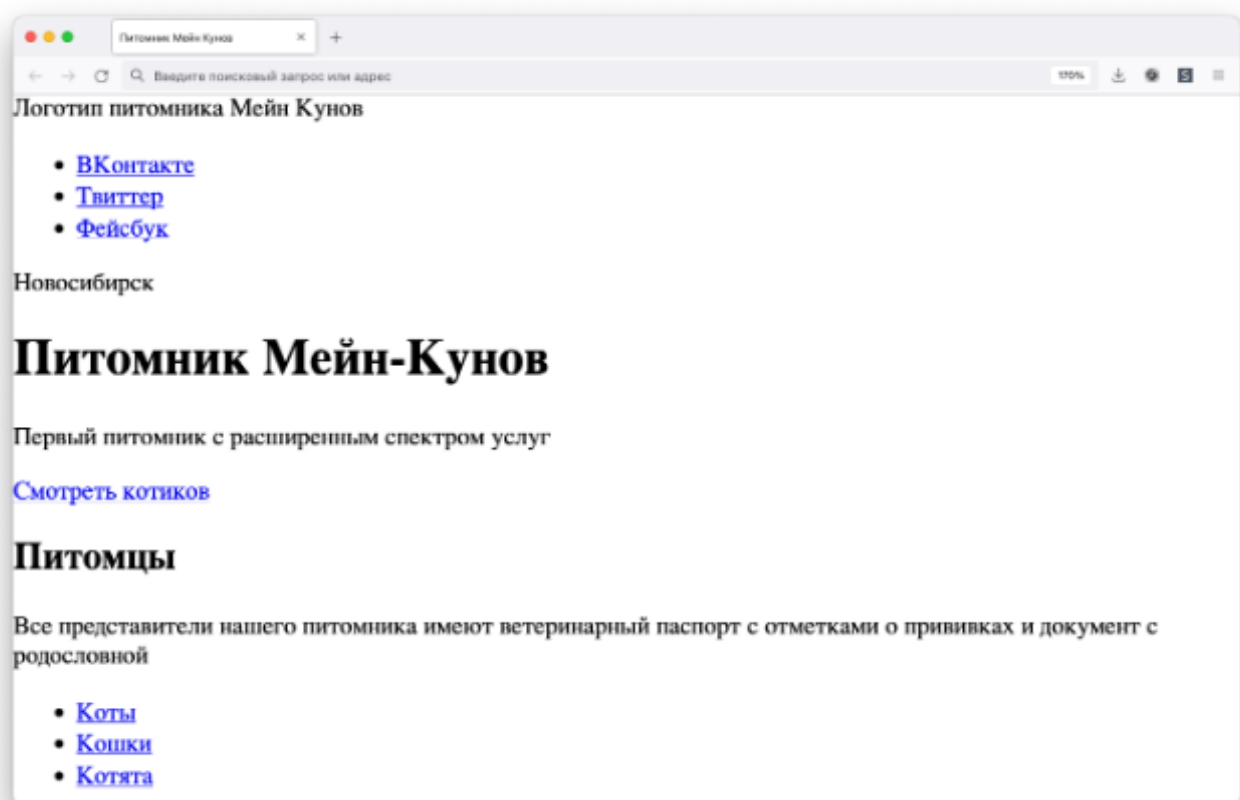 Питомник Мейн Кунов
Введите поисковый запрос или адрес
170%
S
Логотип питомника Мейн Кунов
ВКонтакте
Твиттер
Фейсбук
Новосибирск
Питомник Мейн-Кунов
Первый питомник с расширенным спектром услуг
Смотреть котиков
Питомцы
Все представители нашего питомника имеют ветеринарный паспорт с отметками о прививках и документ с
родословной
Коты
Кошки
Котята